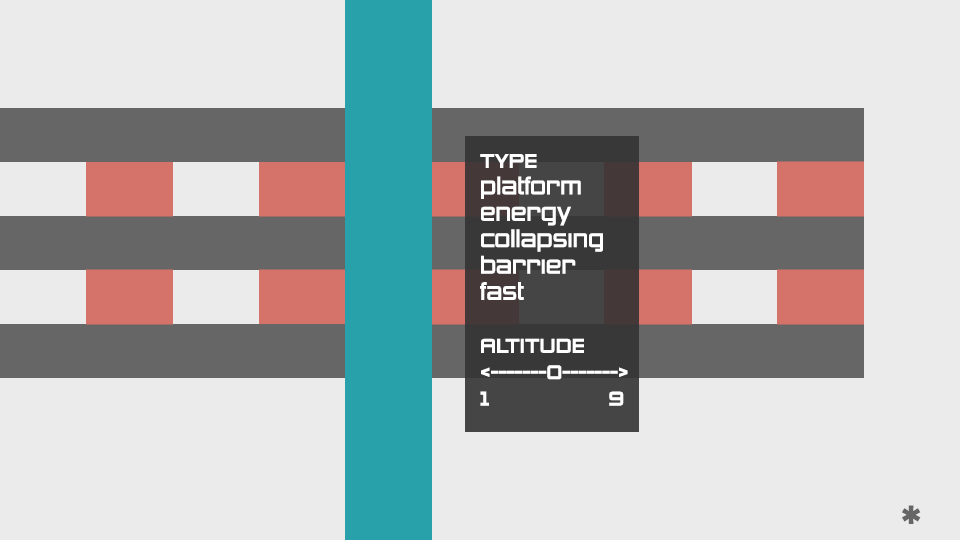 TYPE
platform
energy
collapsing
barrier
fast
ALTITUDE
<-------O------->
1 9
*